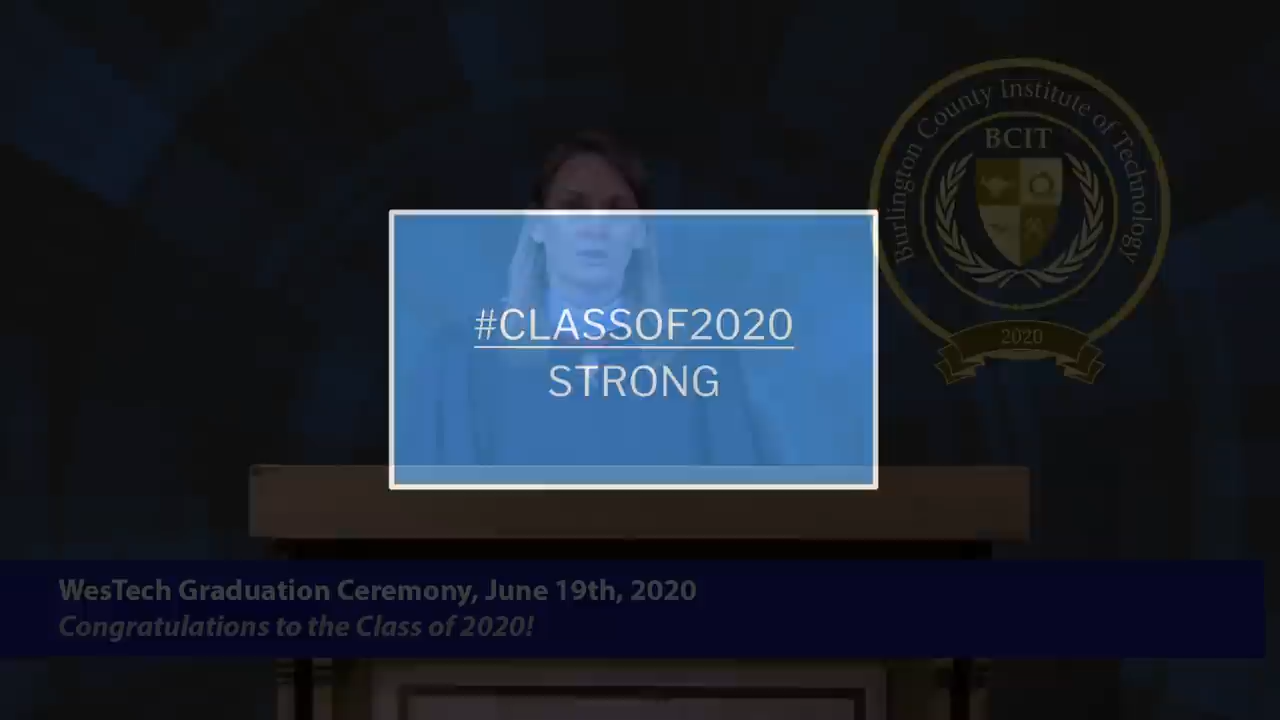 Burlington County Institute of Technology
BCIT
2020
#CLASSOF2020
STRONG
WesTech Graduation Ceremony, June 19th, 2020
Congratulations to the Class of 2020!